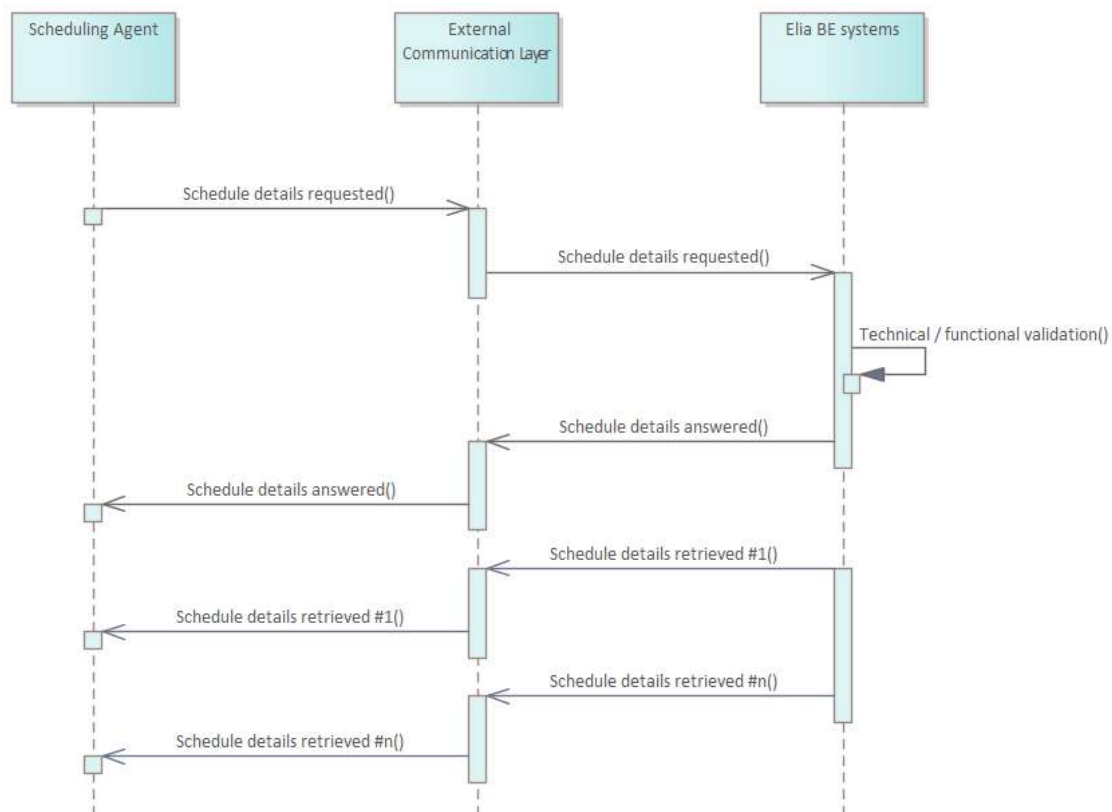 Scheduling Agent
External
Communication Layer
Elia BE systems
Schedule details requested()
Schedule details requested()
Technical / functional validation()
Schedule details answered()
Schedule details answered()
Schedule details retrieved #1()
Schedule details retrieved #1()
Schedule details retrieved #n()
Schedule details retrieved #n()